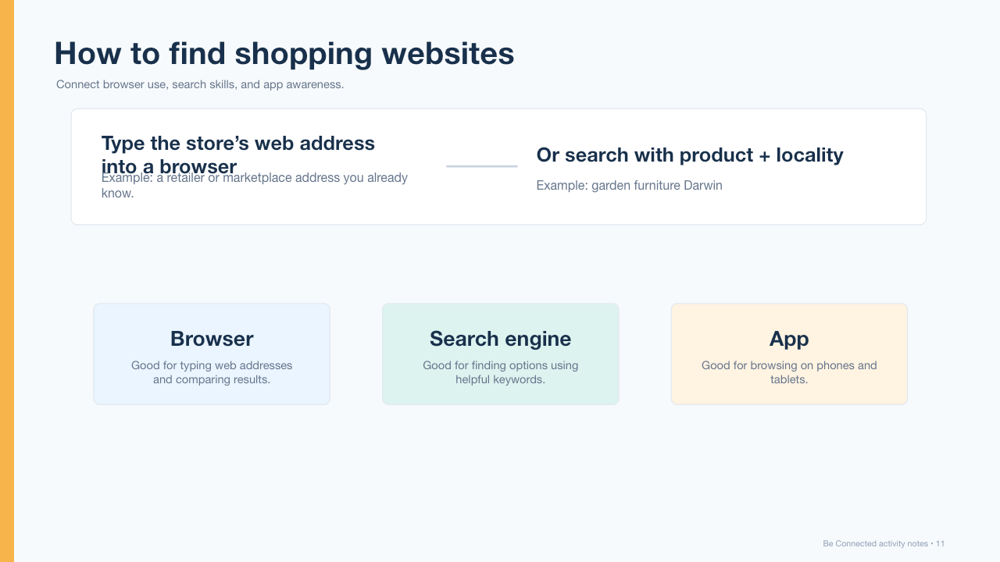 How to find shopping websites
Connect browser use, search skills, and app awareness.
Type the store’s web address
into a browser
Example: a retailer or marketplace address you already
know.
Or search with product + locality
Example: garden furniture Darwin
Browser
Good for typing web addresses
and comparing results.
Search engine
Good for finding options using
helpful keywords.
App
Good for browsing on phones and
tablets.
Be Connected activity notes • 11